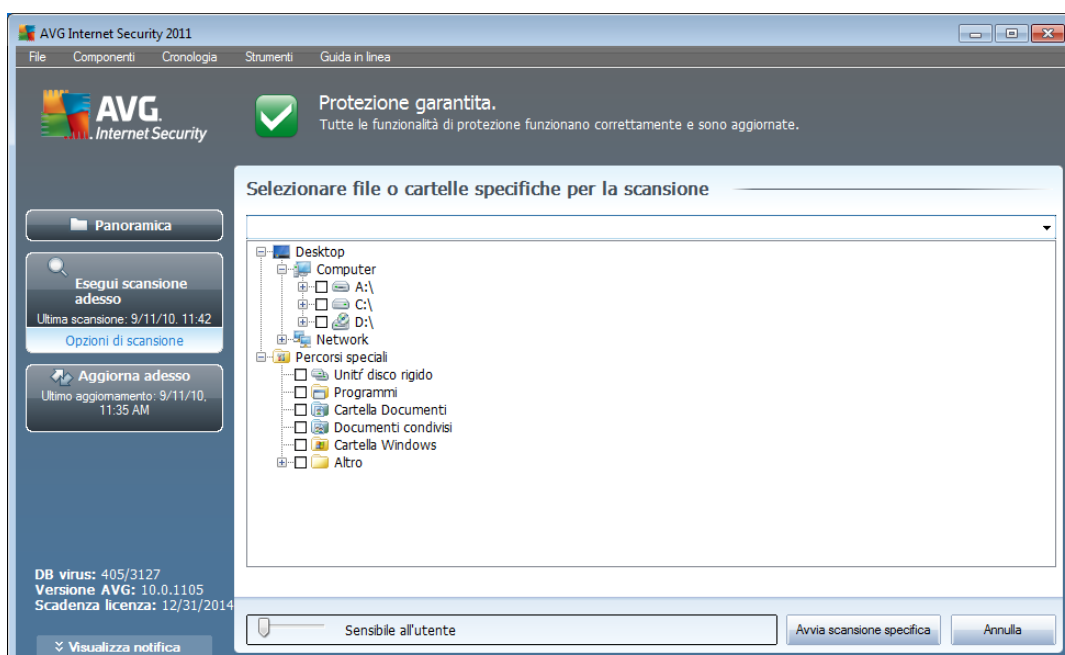 AVG Internet Security 2011
File Componenti Cronologia Strumenti Guida in linea
AVG.
Internet Security
Protezione garantita.
Tutte le funzionalità di protezione funzionano correttamente e sono aggiornate.
Selezionare file o cartelle specifiche per la scansione
Panoramica
Esegui scansione
adesso
Ultima scansione: 9/11/10. 11:42
Opzioni di scansione
Aggiorna adesso
Ultimo aggiornamento: 9/11/10,
11:35 AM
Desktop
Computer
A:\
C:\
D:\
Network
Percorsi speciali
Unitŕ disco rigido
Programmi
Cartella Documenti
Documenti condivisi
Cartella Windows
Altro
DB virus: 405/3127
Versione AVG: 10.0.1105
Scadenza licenza: 12/31/2014
Visualizza notifica
Sensibile all'utente
Avvia scansione specifica
Annulla